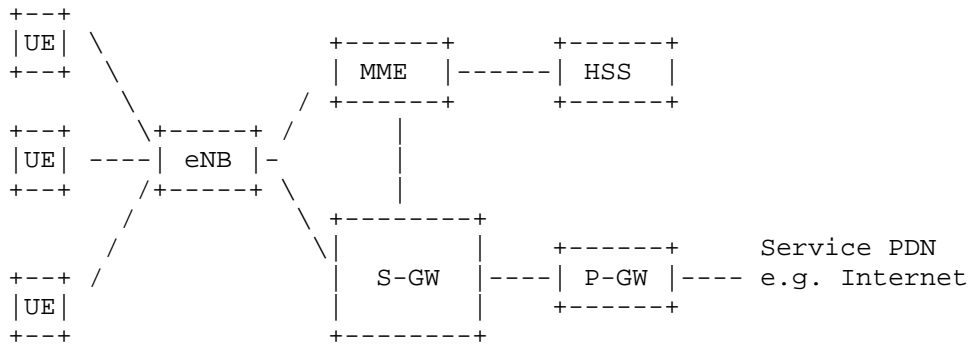 UE
MME HSS
UE eNB
Service PDN
S-GW P-GW e.g. Internet
UE